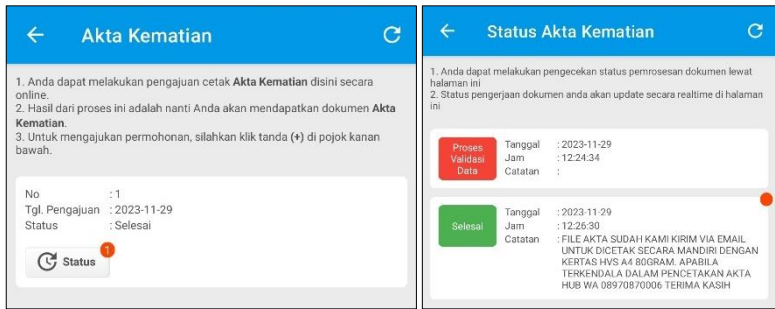 Akta Kematian
1. Anda dapat melakukan pengajuan cetak Akta Kematian disini secara
online.
2. Hasil dari proses ini adalah nanti Anda akan mendapatkan dokumen Akta
Kematian.
3. Untuk mengajukan permohonan, silahkan klik tanda (+) di pojok kanan
bawah.
No : 1
Tgl. Pengajuan : 2023-11-29
Status : Selesai
Status
1
Status Akta Kematian
1. Anda dapat melakukan pengecekan status pemrosesan dokumen lewat
halaman ini
2. Status pengerjaan dokumen anda akan update secara realtime di halaman
ini
Proses
Validasi
Data
Tanggal : 2023-11-29
Jam : 12:24:34
Catatan :
Selesai
Tanggal : 2023-11-29
Jam : 12:26:30
Catatan : FILE AKTA SUDAH KAMI KIRIM VIA EMAIL
UNTUK DICETAK SECARA MANDIRI DENGAN
KERTAS HVS A4 80GRAM. APABILA
TERKENDALA DALAM PENCETAKAN AKTA
HUB WA 08970870006 TERIMA KASIH